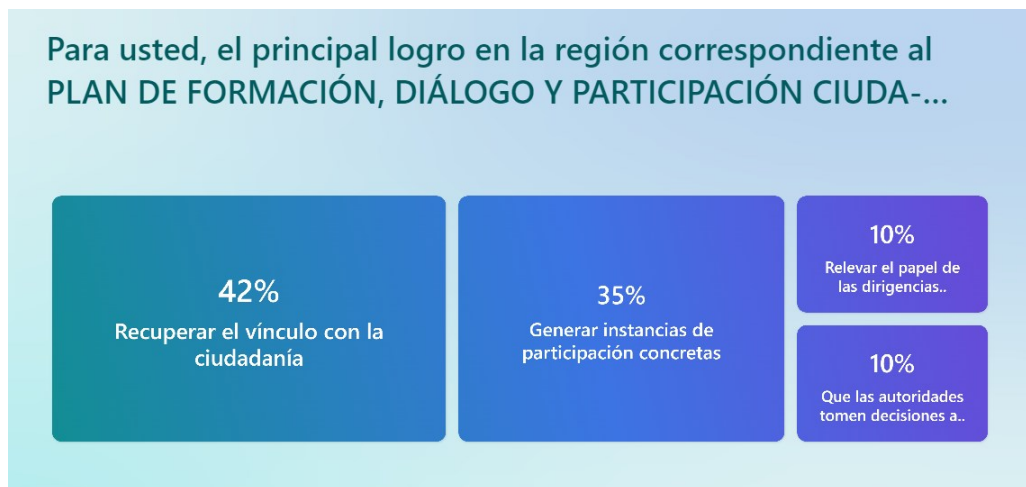 Para usted, el principal logro en la región correspondiente al
PLAN DE FORMACIÓN, DIÁLOGO Y PARTICIPACIÓN CIUDA-...
42%
Recuperar el vínculo con la
ciudadanía
35%
Generar instancias de
participación concretas
10%
Relevar el papel de
las dirigencias..
10%
Que las autoridades
tomen decisiones a..